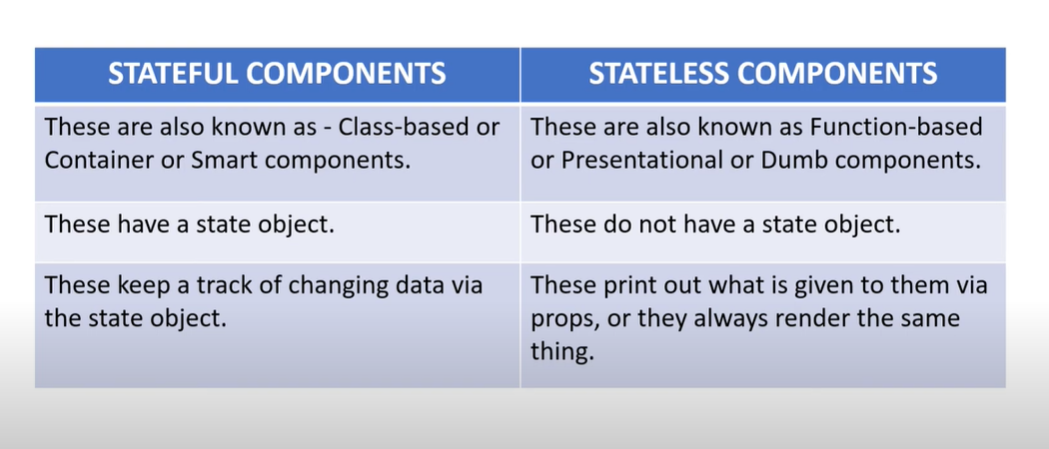 STATEFUL COMPONENTS
STATELESS COMPONENTS
These are also known as - Class-based or
Container or Smart components.
These are also known as Function-based
or Presentational or Dumb components.
These have a state object.
These do not have a state object.
These keep a track of changing data via
the state object.
These print out what is given to them via
props, or they always render the same
thing.